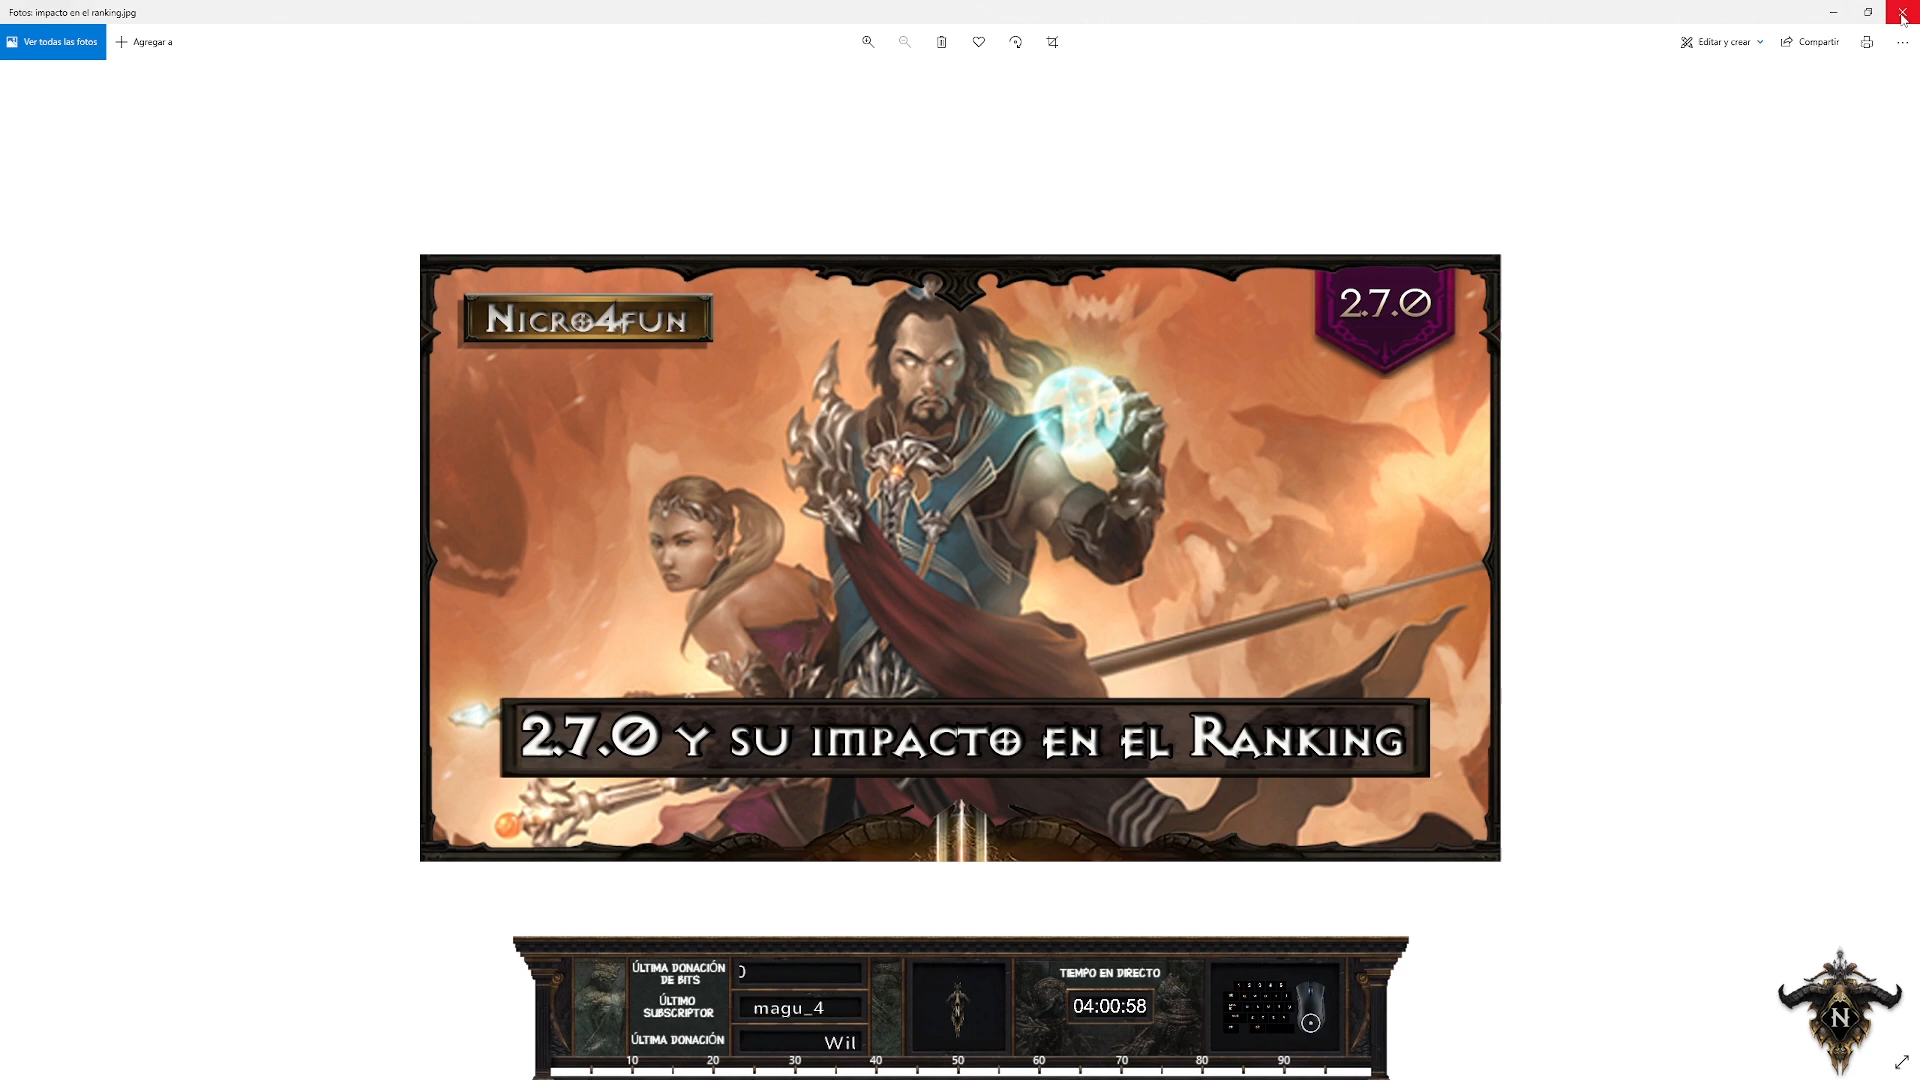 Fotos: impacto en el ranking.jpg
Ver todas las fotos
Agregar a
Editar y crear
Compartir
Nicro4fun
2.7.0
2.7.0 y su impacto en el Ranking
ÚLTIMA DONACIÓN
DE BITS
ÚLTIMO
SUBSCRIPTOR
magu_4
ÚLTIMA DONACIÓN
Wil
TIEMPO EN DIRECTO
04:00:58
10 20 30 40 50 60 70 80 90
N